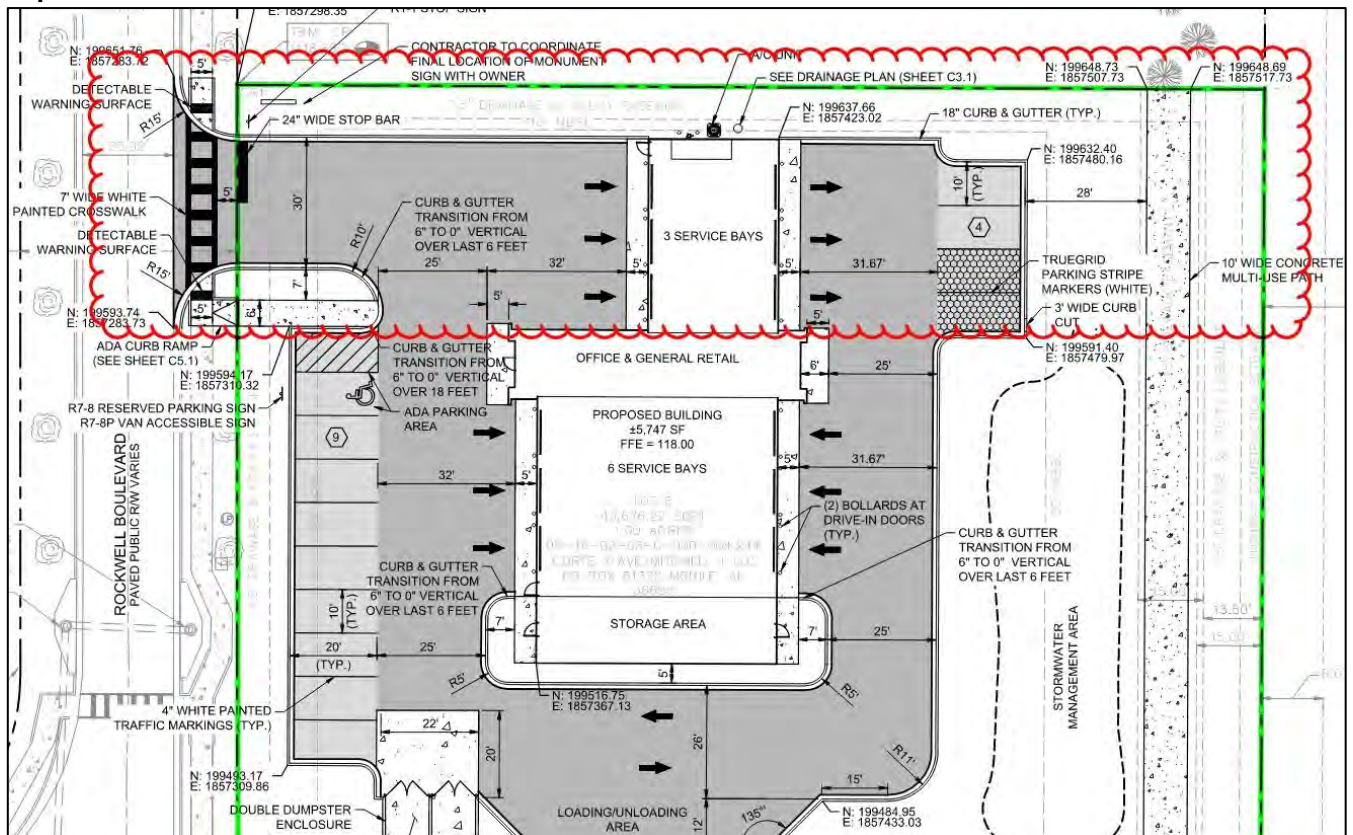 E: 1857298.35
R1-1 STOP SIGN
N: 199651.76
E: 1857283.72
5'
CONTRACTOR TO COORDINATE
FINAL LOCATION OF MONUMENT
SIGN WITH OWNER
A/C UNIT
SEE DRAINAGE PLAN (SHEET C3.1)
N: 199648.73
E: 1857507.73
N: 199648.69
E: 1857517.73
DETECTABLE
WARNING SURFACE
R15'
24" WIDE STOP BAR
N: 199637.66
E: 1857423.02
18" CURB & GUTTER (TYP.)
N: 199632.40
E: 1857480.16
5'
30'
10'
(TYP.)
28'
7' WIDE WHITE
PAINTED CROSSWALK
CURB & GUTTER
TRANSITION FROM
6" TO 0" VERTICAL
OVER LAST 6 FEET
3 SERVICE BAYS
4
DETECTABLE
WARNING SURFACE
R10'
R15'
7'
25'
32'
5'
5'
31.67'
TRUEGRID
PARKING STRIPE
MARKERS (WHITE)
10' WIDE CONCRETE
MULTI-USE PATH
N: 199593.74
E: 1857283.73
5'
6'
5'
5'
3' WIDE CURB
CUT
ADA CURB RAMP
(SEE SHEET C5.1)
N: 199594.17
E: 1857310.32
CURB & GUTTER
TRANSITION FROM
6" TO 0" VERTICAL
OVER 18 FEET
OFFICE & GENERAL RETAIL
6'
25'
N: 199591.40
E: 1857479.97
R7-8 RESERVED PARKING SIGN
R7-8P VAN ACCESSIBLE SIGN
ADA PARKING
AREA
PROPOSED BUILDING
±5,747 SF
FFE = 118.00
6 SERVICE BAYS
9
32'
5'
5'
31.67'
ROCKWELL BOULEVARD
PAVED PUBLIC R/W VARIES
(2) BOLLARDS AT
DRIVE-IN DOORS
(TYP.)
CURB & GUTTER
TRANSITION FROM
6" TO 0" VERTICAL
OVER LAST 6 FEET
CURB & GUTTER
TRANSITION FROM
6" TO 0" VERTICAL
OVER LAST 6 FEET
10'
(TYP.)
STORAGE AREA
7'
7'
20'
(TYP.)
25'
25'
R5'
5'
R5'
STORMWATER
MANAGEMENT AREA
13.50'
15.00'
4" WHITE PAINTED
TRAFFIC MARKINGS (TYP.)
N: 199516.75
E: 1857367.13
22'
20'
26'
R11'
15'
N: 199493.17
E: 1857309.86
DOUBLE DUMPSTER
ENCLOSURE
LOADING/UNLOADING
AREA
12'
135°
N: 199484.95
E: 1857433.03